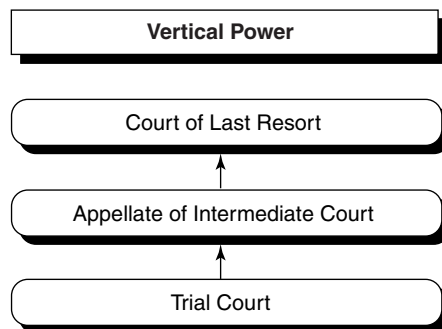 Vertical Power
Court of Last Resort
Appellate of Intermediate Court
Trial Court